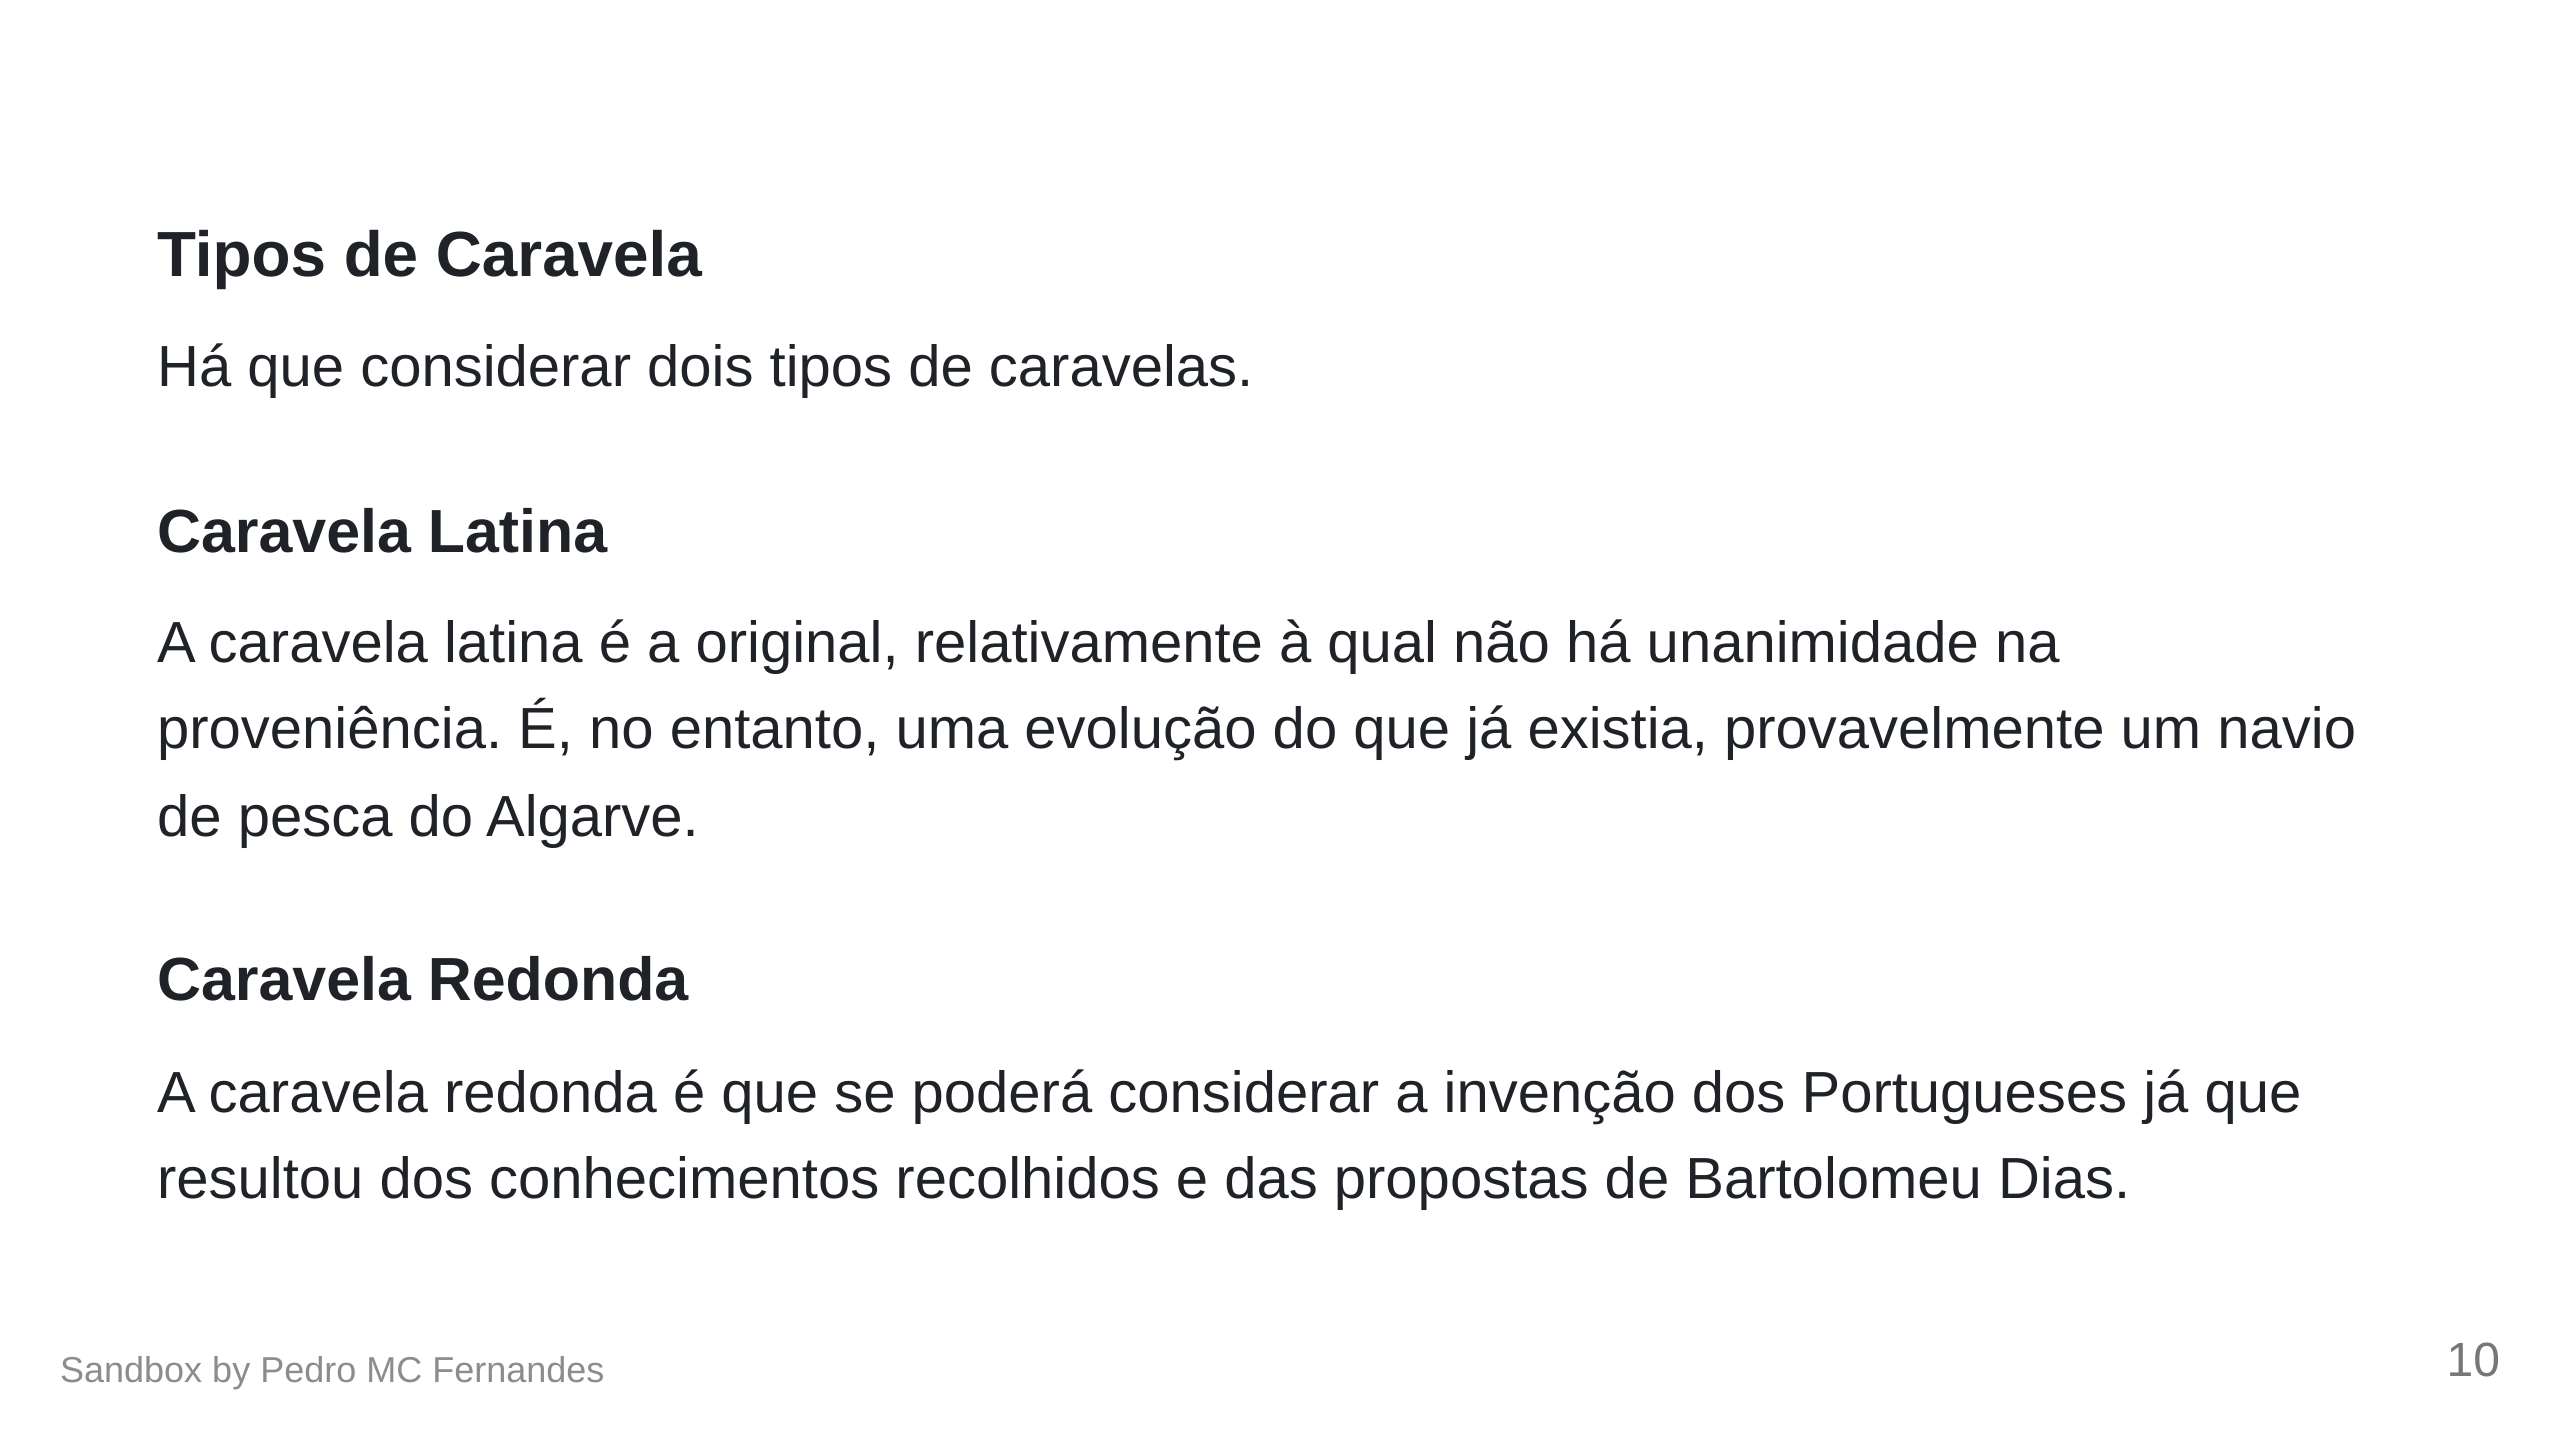 Tipos de Caravela
Há que considerar dois tipos de caravelas.
Caravela Latina
A caravela latina é a original, relativamente à qual não há unanimidade na
proveniência. É, no entanto, uma evolução do que já existia, provavelmente um navio
de pesca do Algarve.
Caravela Redonda
A caravela redonda é que se poderá considerar a invenção dos Portugueses já que
resultou dos conhecimentos recolhidos e das propostas de Bartolomeu Dias.
Sandbox by Pedro MC Fernandes
10